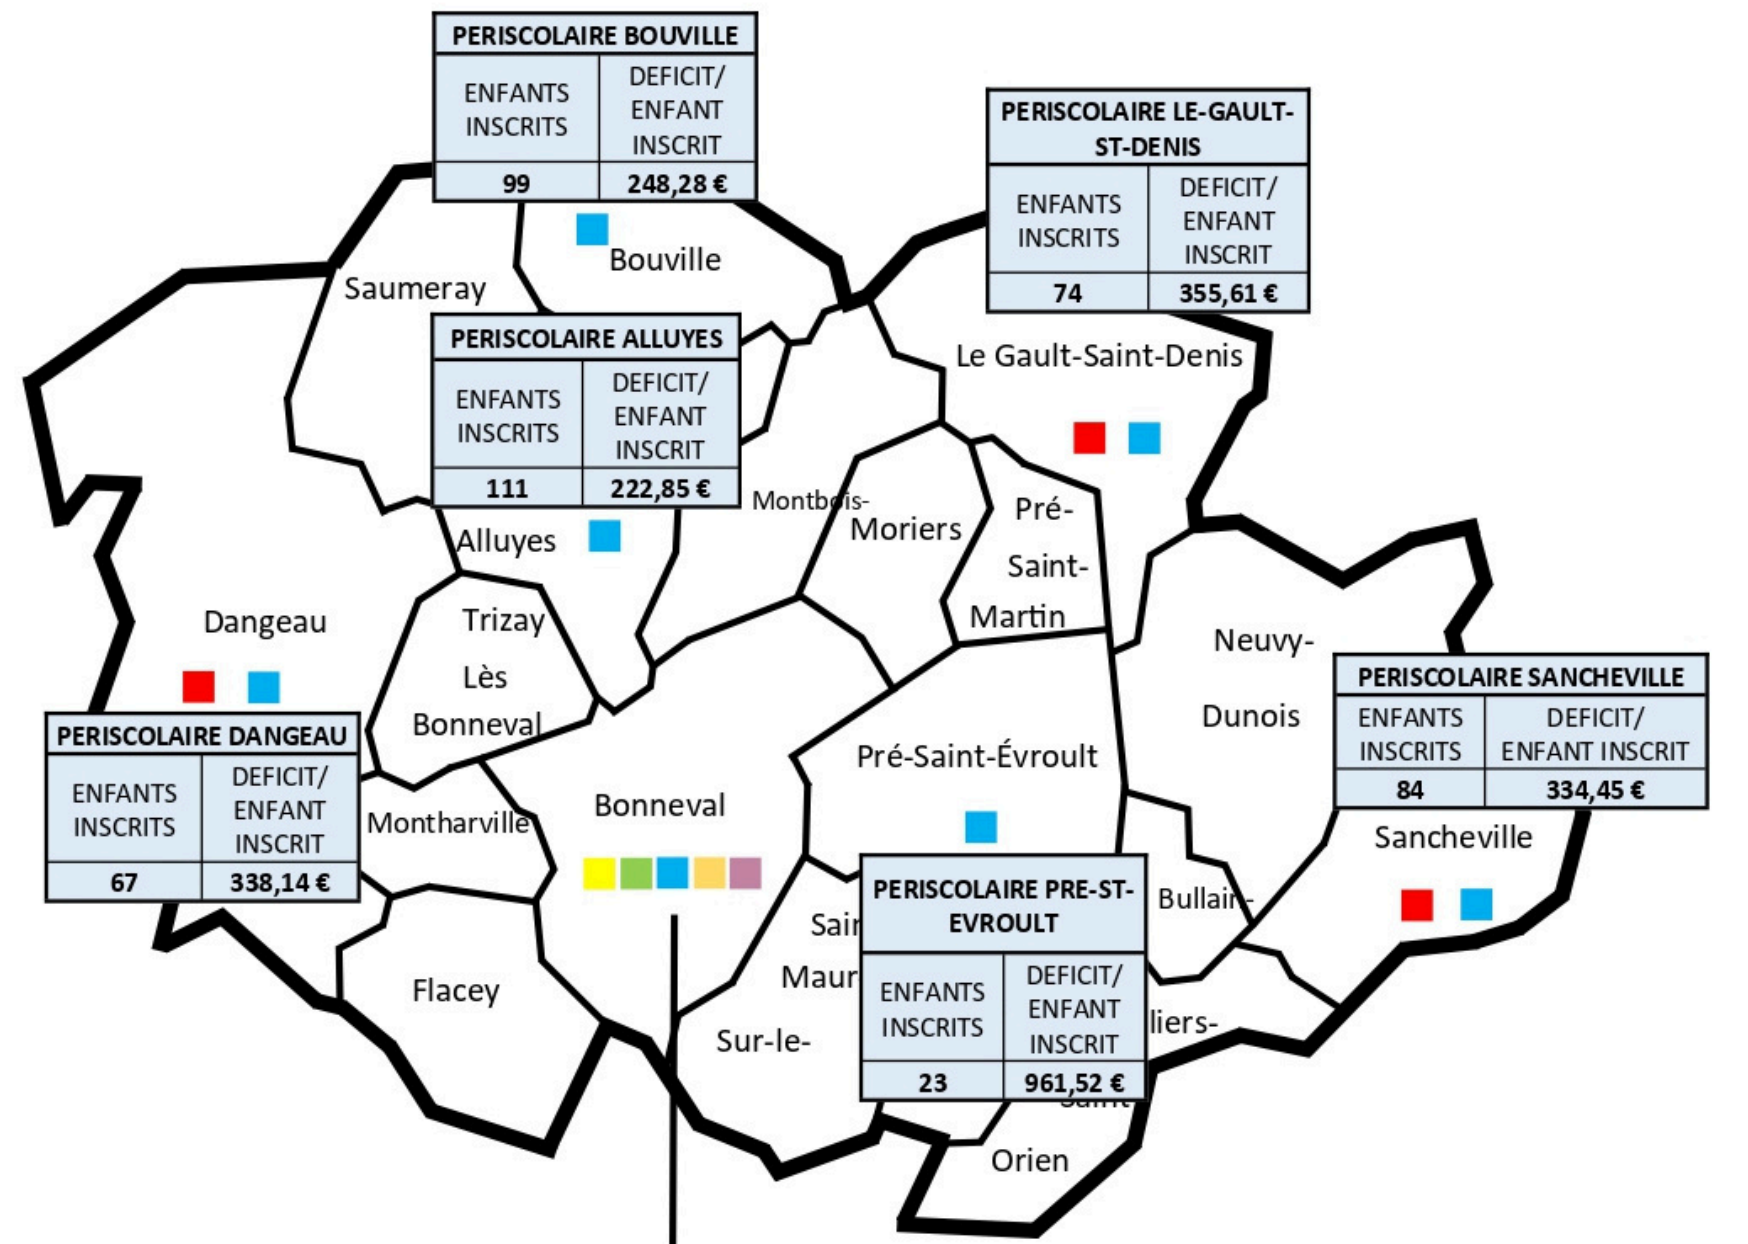 PERISCOLAIRE BOUVILLE
ENFANTS
INSCRITS
DEFICIT/
ENFANT
INSCRIT
99
248,28 €
PERISCOLAIRE LE-GAULT-
ST-DENIS
ENFANTS
INSCRITS
DEFICIT/
ENFANT
INSCRIT
74
355,61 €
Bouville
Saumeray
PERISCOLAIRE ALLUYES
ENFANTS
INSCRITS
DEFICIT/
ENFANT
INSCRIT
111
222,85 €
Le Gault-Saint-Denis
Montbois-
Moriers
Pré-
Saint-
Martin
Alluyes
Dangeau
Trizay
Lès
Bonneval
Neuvy-
Dunois
PERISCOLAIRE SANCHEVILLE
ENFANTS
INSCRITS
DEFICIT/
ENFANT INSCRIT
84
334,45 €
PERISCOLAIRE DANGEAU
ENFANTS
INSCRITS
DEFICIT/
ENFANT
INSCRIT
67
338,14 €
Pré-Saint-Évroult
Bonneval
Montharville
Sancheville
PERISCOLAIRE PRE-ST-
EVROULT
ENFANTS
INSCRITS
DEFICIT/
ENFANT
INSCRIT
23
961,52 €
Bullain-
Maur
Sur-le-
Flacey
liers-
Saint
Orien